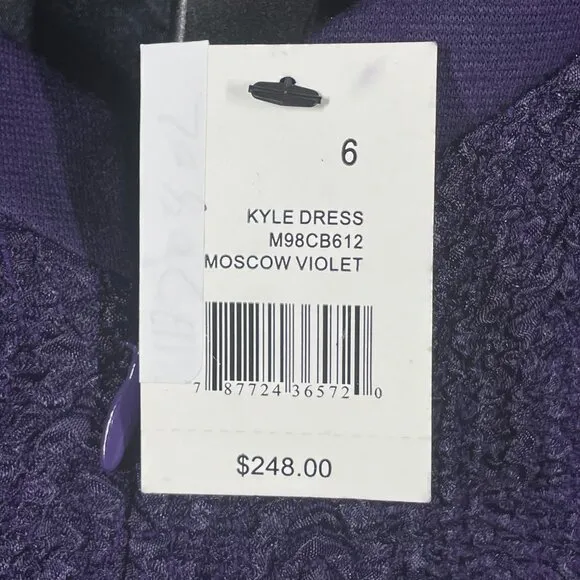 6
KYLE DRESS
M98CB612
MOSCOW VIOLET
7 87724 36572 0
$248.00